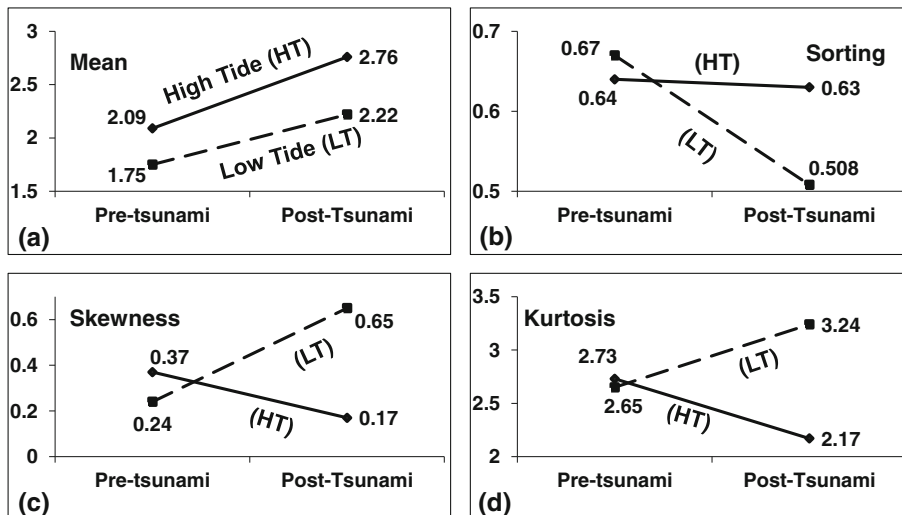 3
Mean
High Tide (HT)
2.76
2.5
2.09
2
2.22
1.75
Low Tide (LT)
1.5
Pre-tsunami Post-Tsunami
(a)
0.7
0.67
(HT)
Sorting
0.64
0.63
0.6
(LT)
0.508
0.5
Pre-tsunami Post-Tsunami
(b)
Skewness
0.6
0.65
(LT)
0.4
0.37
0.2
0.24
(HT)
0.17
0
Pre-tsunami Post-Tsunami
(c)
3.5
Kurtosis
3.24
3
2.73
(LT)
2.5
2.65
(HT)
2.17
2
Pre-tsunami Post-Tsunami
(d)